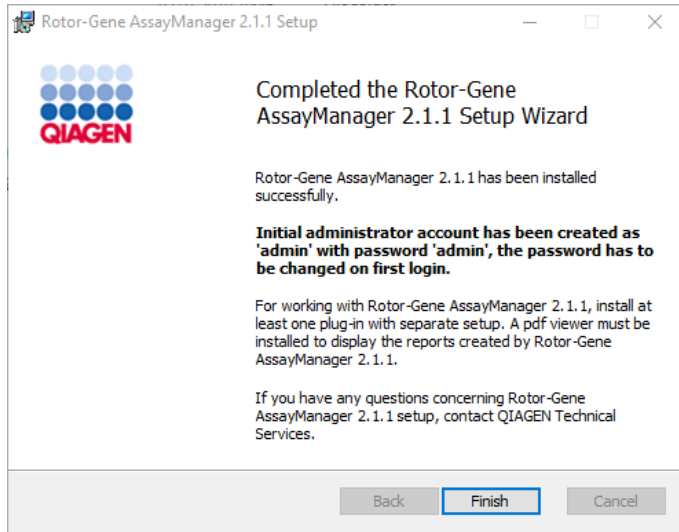 Rotor-Gene AssayManager 2.1.1 Setup
QIAGEN
Completed the Rotor-Gene
AssayManager 2.1.1 Setup Wizard
Rotor-Gene AssayManager 2.1.1 has been installed
successfully.
Initial administrator account has been created as
'admin' with password 'admin', the password has to
be changed on first login.
For working with Rotor-Gene AssayManager 2.1.1, install at
least one plug-in with separate setup. A pdf viewer must be
installed to display the reports created by Rotor-Gene
AssayManager 2.1.1.
If you have any questions concerning Rotor-Gene
AssayManager 2.1.1 setup, contact QIAGEN Technical
Services.
Back
Finish
Cancel